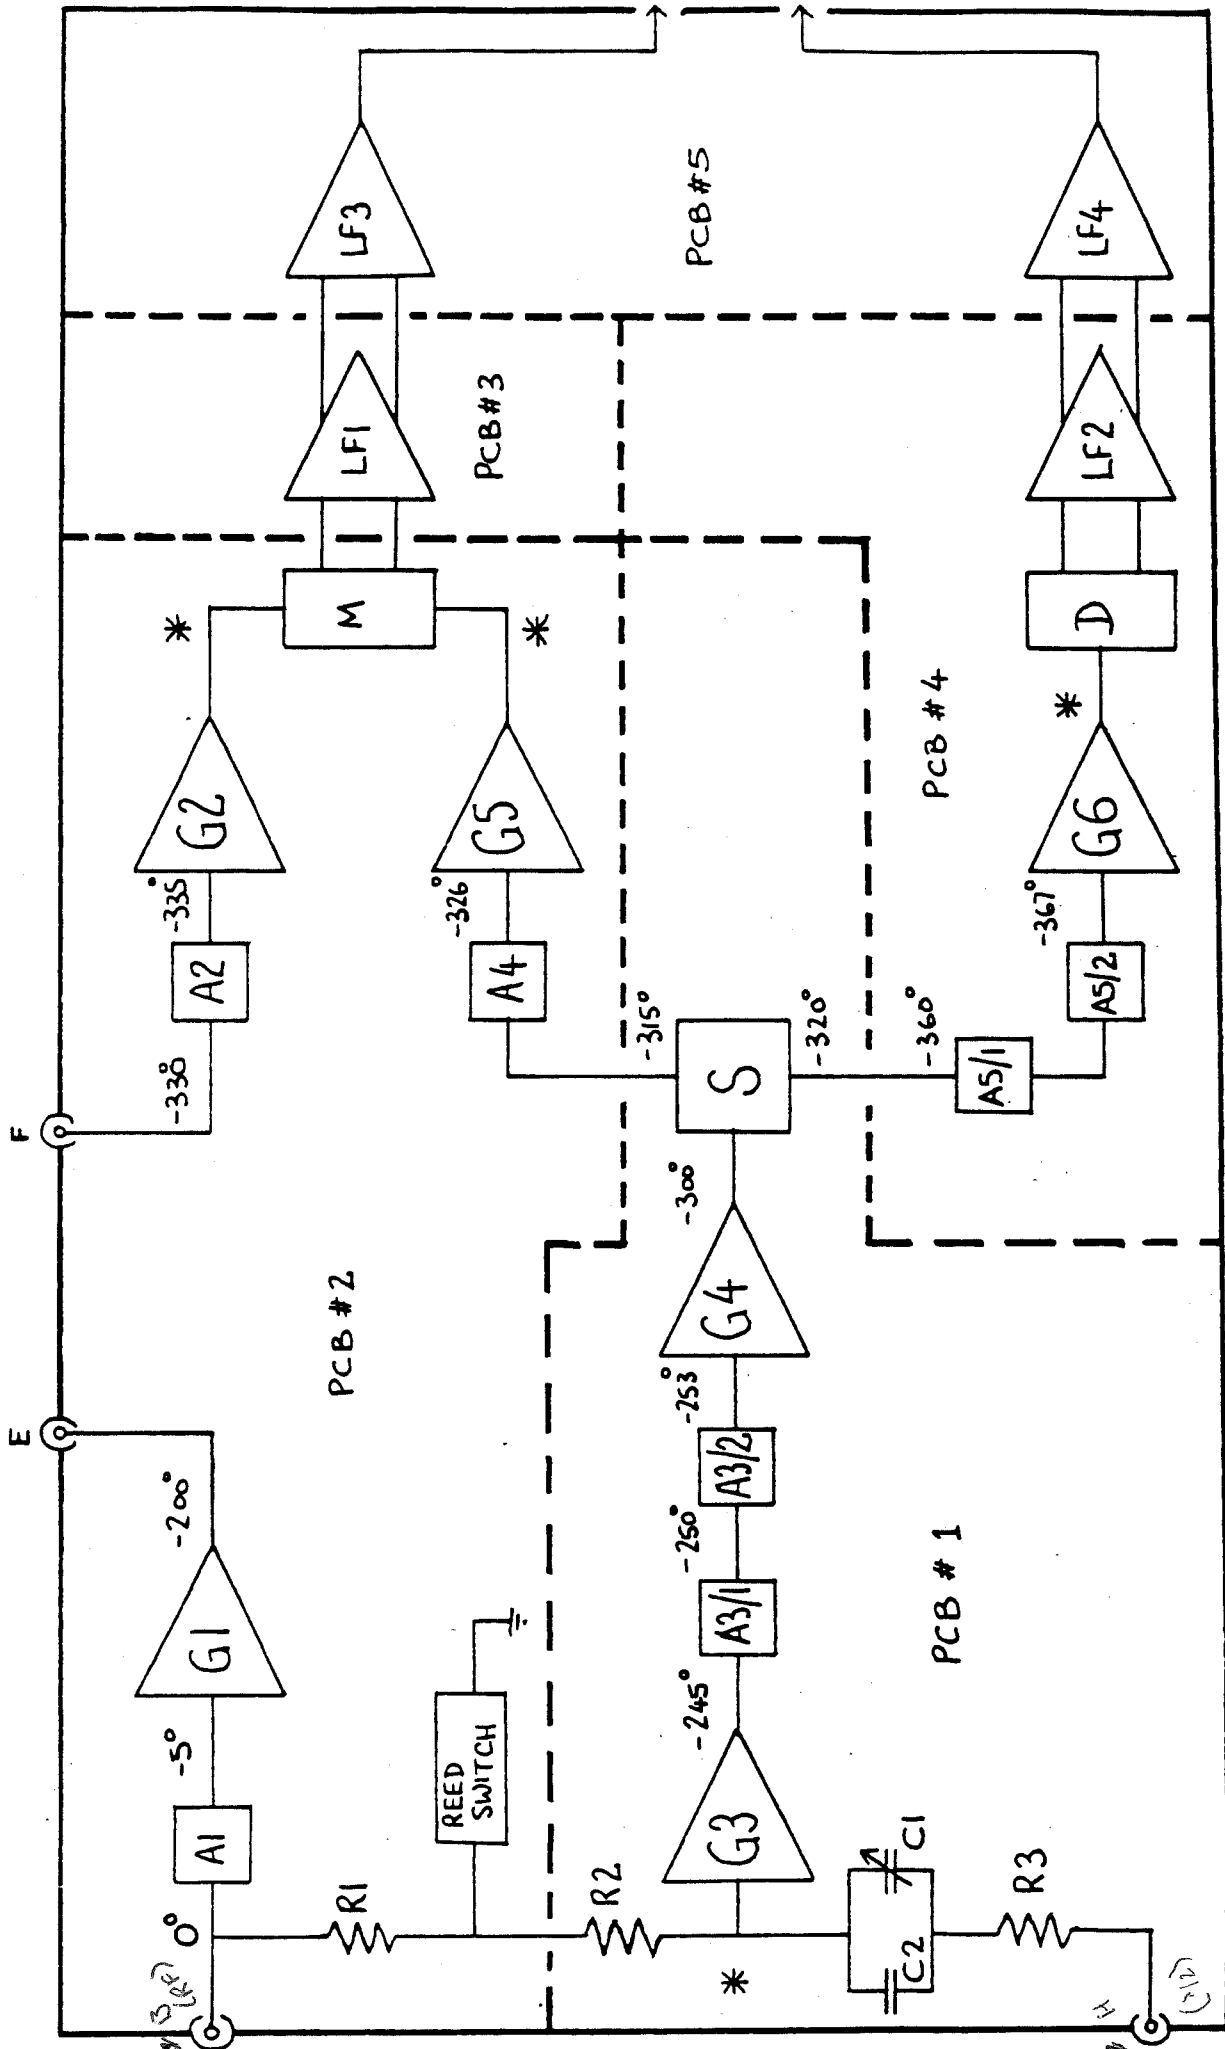 F
E
LF3
LF4
PCB#5
LF1
PCB#3
LF2
M
D
*
*
*
G2
G5
G6
PCB #4
-335°
-326°
-367°
A2
A4
A5/2
-330°
-315°
-320°
-360°
S
A5/1
-300°
G4
PCB #2
-253°
A3/2
-200°
-250°
A3/1
PCB # 1
G1
-245°
-5°
REED
SWITCH
G3
A1
0°
R1
R2
*
C1
C2
R3
H